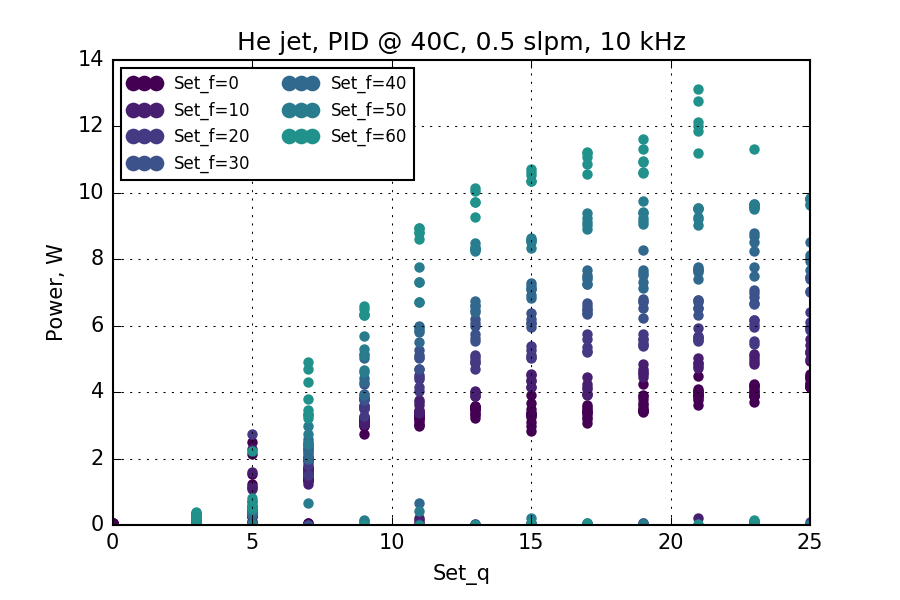 He jet, PID @ 40C, 0.5 slpm, 10 kHz
14
12
10
8
6
4
2
0
Power, W
Set_f=0
Set_f=10
Set_f=20
Set_f=30
Set_f=40
Set_f=50
Set_f=60
0 5 10 15 20 25
Set_q